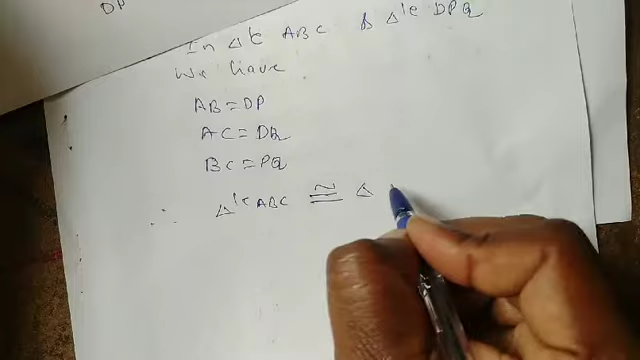 DP
In Δle ABC & Δle DPQ
We have
AB = DP
AC = DQ
BC = PQ
∴ Δle ABC ≅ Δ